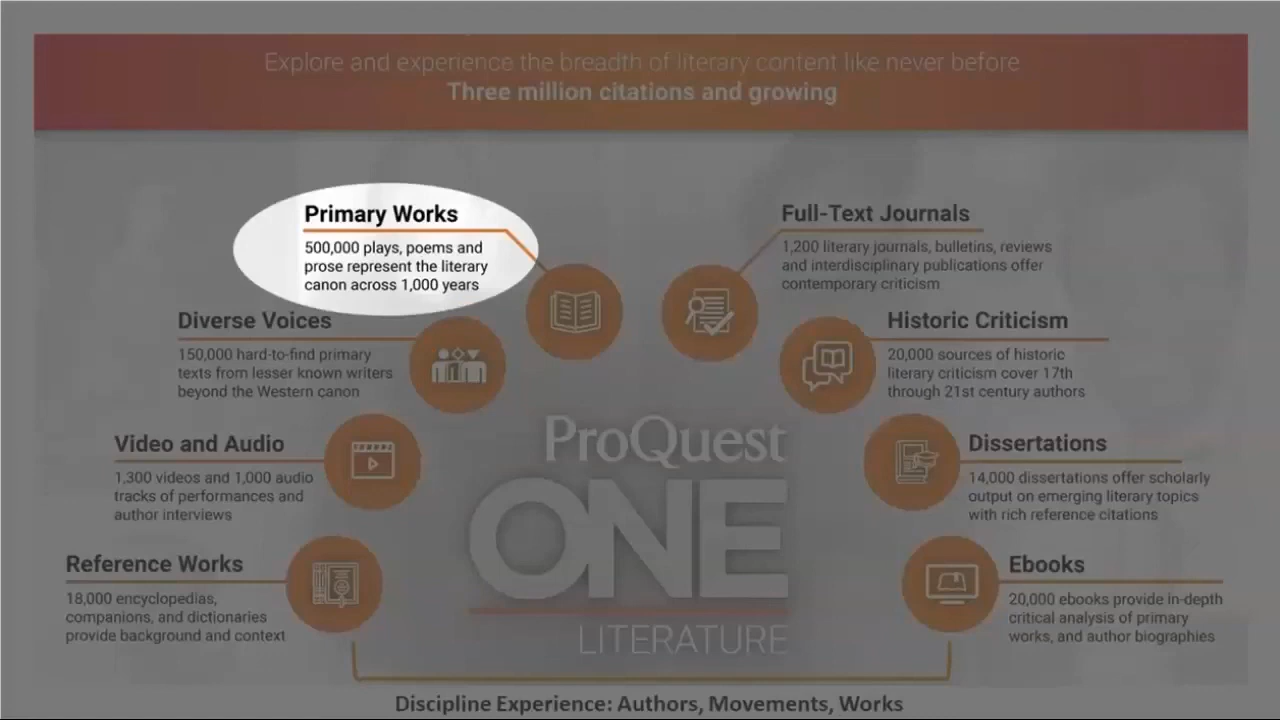 Explore and experience the breadth of literary content like never before
Three million citations and growing
Primary Works
500,000 plays, poems and
prose represent the literary
canon across 1,000 years
Diverse Voices
150,000 hard-to-find primary
texts from lesser known writers
beyond the Western canon
Video and Audio
1,300 videos and 1,000 audio
tracks of performances and
author interviews
Reference Works
18,000 encyclopedias,
companions, and dictionaries
provide background and context
Full-Text Journals
1,200 literary journals, bulletins, reviews
and interdisciplinary publications offer
contemporary criticism
Historic Criticism
20,000 sources of historic
literary criticism cover 17th
through 21st century authors
Dissertations
14,000 dissertations offer scholarly
output on emerging literary topics
with rich reference citations
Ebooks
20,000 ebooks provide in-depth
critical analysis of primary
works, and author biographies
ProQuest
ONE
LITERATURE
Discipline Experience: Authors, Movements, Works